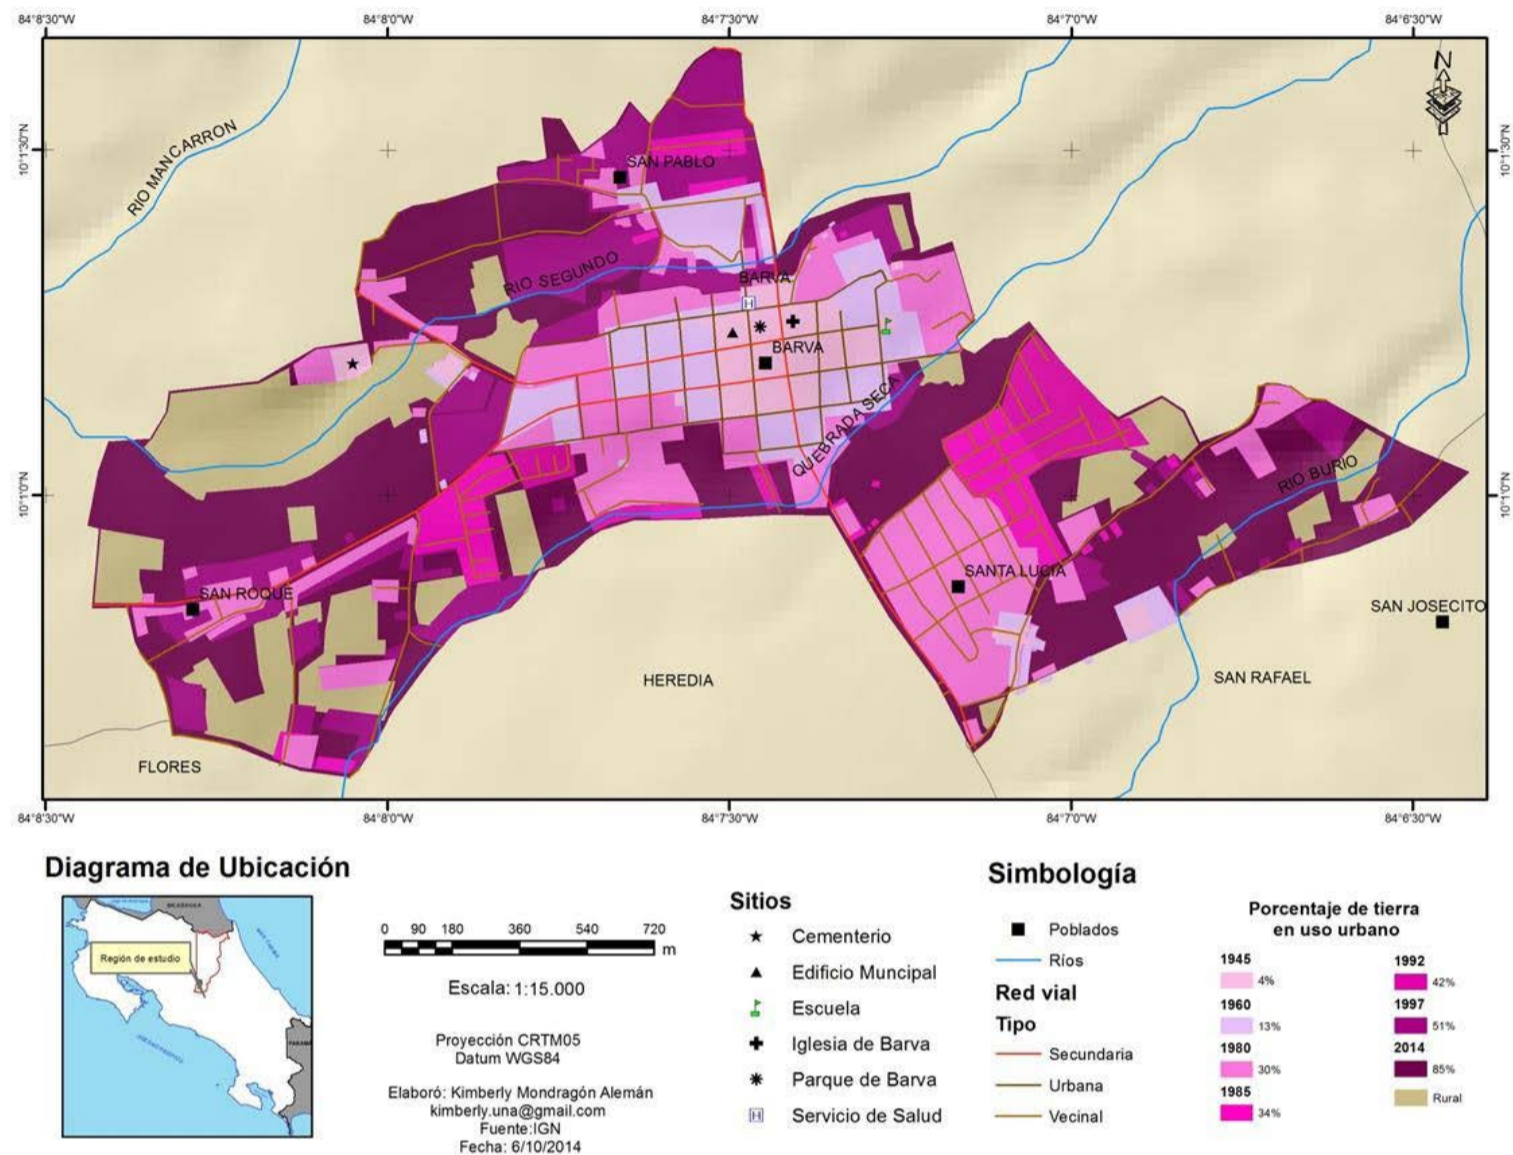 84°8'30"W
84°8'0"W
84°7'30"W
84°7'0"W
84°6'30"W
10°1'30"N
10°1'30"N
10°1'0"N
10°1'0"N
N
RIO MANCARRON
SAN PABLO
RIO SEGUNDO
BARVA
H
BARVA
QUEBRADA SECA
RIO BURIO
SAN ROQUE
SANTA LUCIA
SAN JOSECITO
HEREDIA
SAN RAFAEL
FLORES
84°8'30"W
84°8'0"W
84°7'30"W
84°7'0"W
84°6'30"W
Diagrama de Ubicación
NICARAGUA
Región de estudio
PANAMA
0 90 180 360 540 720
m
Escala: 1:15.000
Proyección CRTM05
Datum WGS84
Elaboró: Kimberly Mondragón Alemán
kimberly.una@gmail.com
Fuente:IGN
Fecha: 6/10/2014
Sitios
Cementerio
Edificio Muncipal
Escuela
Iglesia de Barva
Parque de Barva
H Servicio de Salud
Simbología
Poblados
Ríos
Red vial
Tipo
Secundaria
Urbana
Vecinal
Porcentaje de tierra
en uso urbano
1945
4%
1960
13%
1980
30%
1985
34%
1992
42%
1997
51%
2014
85%
Rural